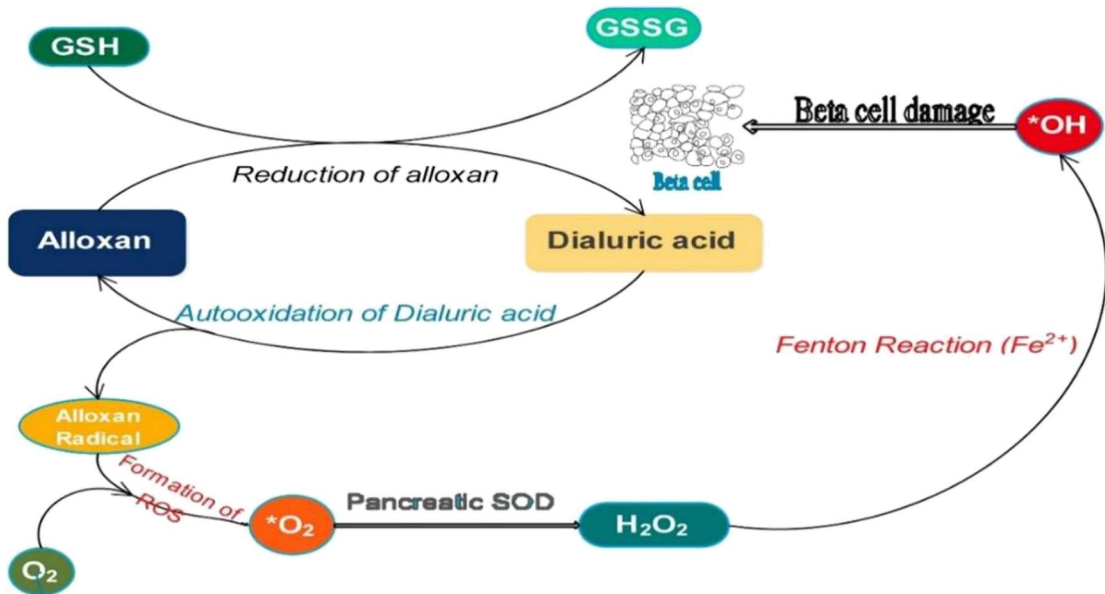 GSH
GSSG
Beta cell damage
*OH
Beta cell
Reduction of alloxan
Alloxan
Dialuric acid
Autooxidation of Dialuric acid
Fenton Reaction (Fe²⁺)
Alloxan
Radical
Formation of
ROS
*O₂
Pancreatic SOD
H₂O₂
O₂